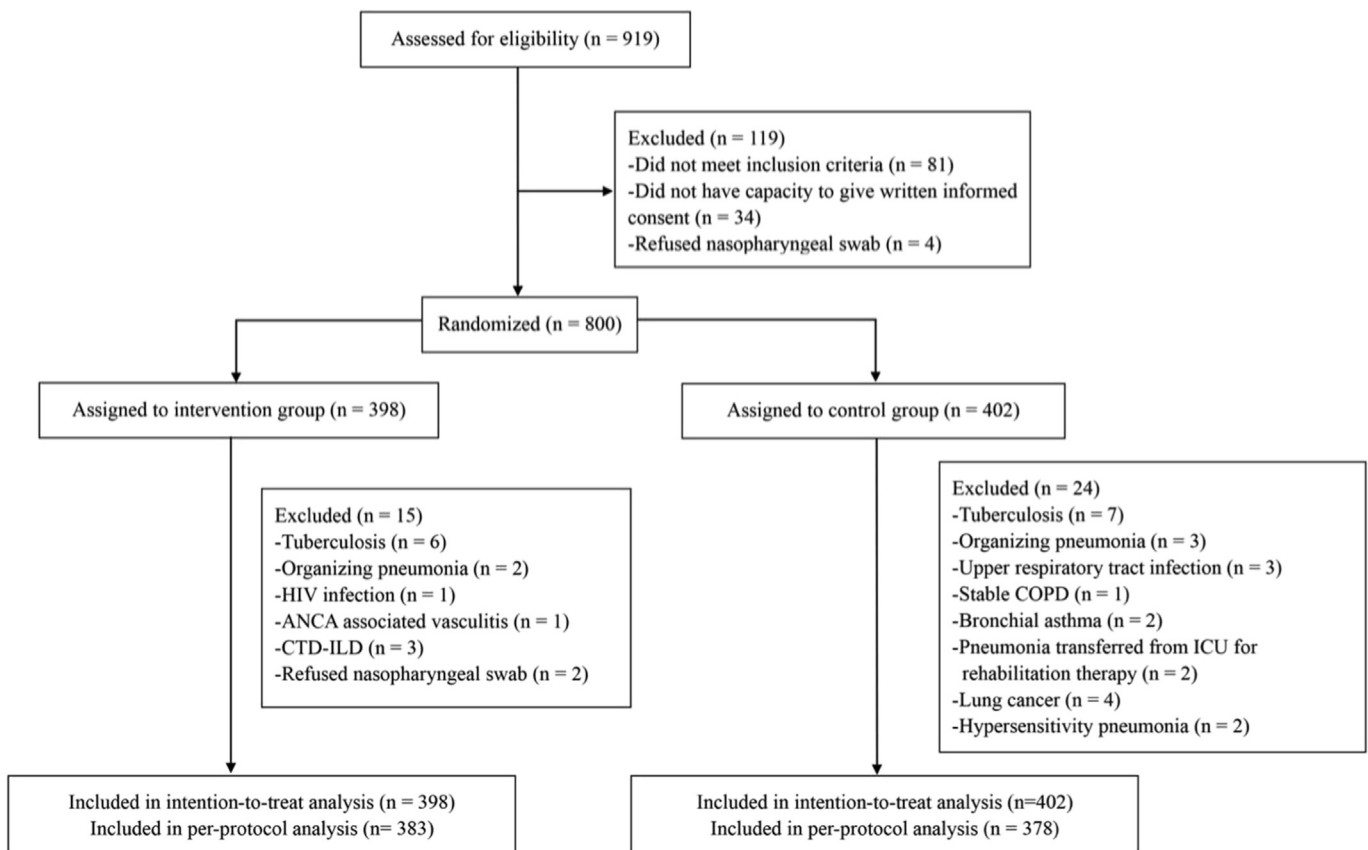 Assessed for eligibility (n = 919)
Excluded (n = 119)
-Did not meet inclusion criteria (n = 81)
-Did not have capacity to give written informed
consent (n = 34)
-Refused nasopharyngeal swab (n = 4)
Randomized (n = 800)
Assigned to intervention group (n = 398)
Assigned to control group (n = 402)
Excluded (n = 15)
-Tuberculosis (n = 6)
-Organizing pneumonia (n = 2)
-HIV infection (n = 1)
-ANCA associated vasculitis (n = 1)
-CTD-ILD (n = 3)
-Refused nasopharyngeal swab (n = 2)
Excluded (n = 24)
-Tuberculosis (n = 7)
-Organizing pneumonia (n = 3)
-Upper respiratory tract infection (n = 3)
-Stable COPD (n = 1)
-Bronchial asthma (n = 2)
-Pneumonia transferred from ICU for
rehabilitation therapy (n = 2)
-Lung cancer (n = 4)
-Hypersensitivity pneumonia (n = 2)
Included in intention-to-treat analysis (n = 398)
Included in per-protocol analysis (n= 383)
Included in intention-to-treat analysis (n=402)
Included in per-protocol analysis (n = 378)